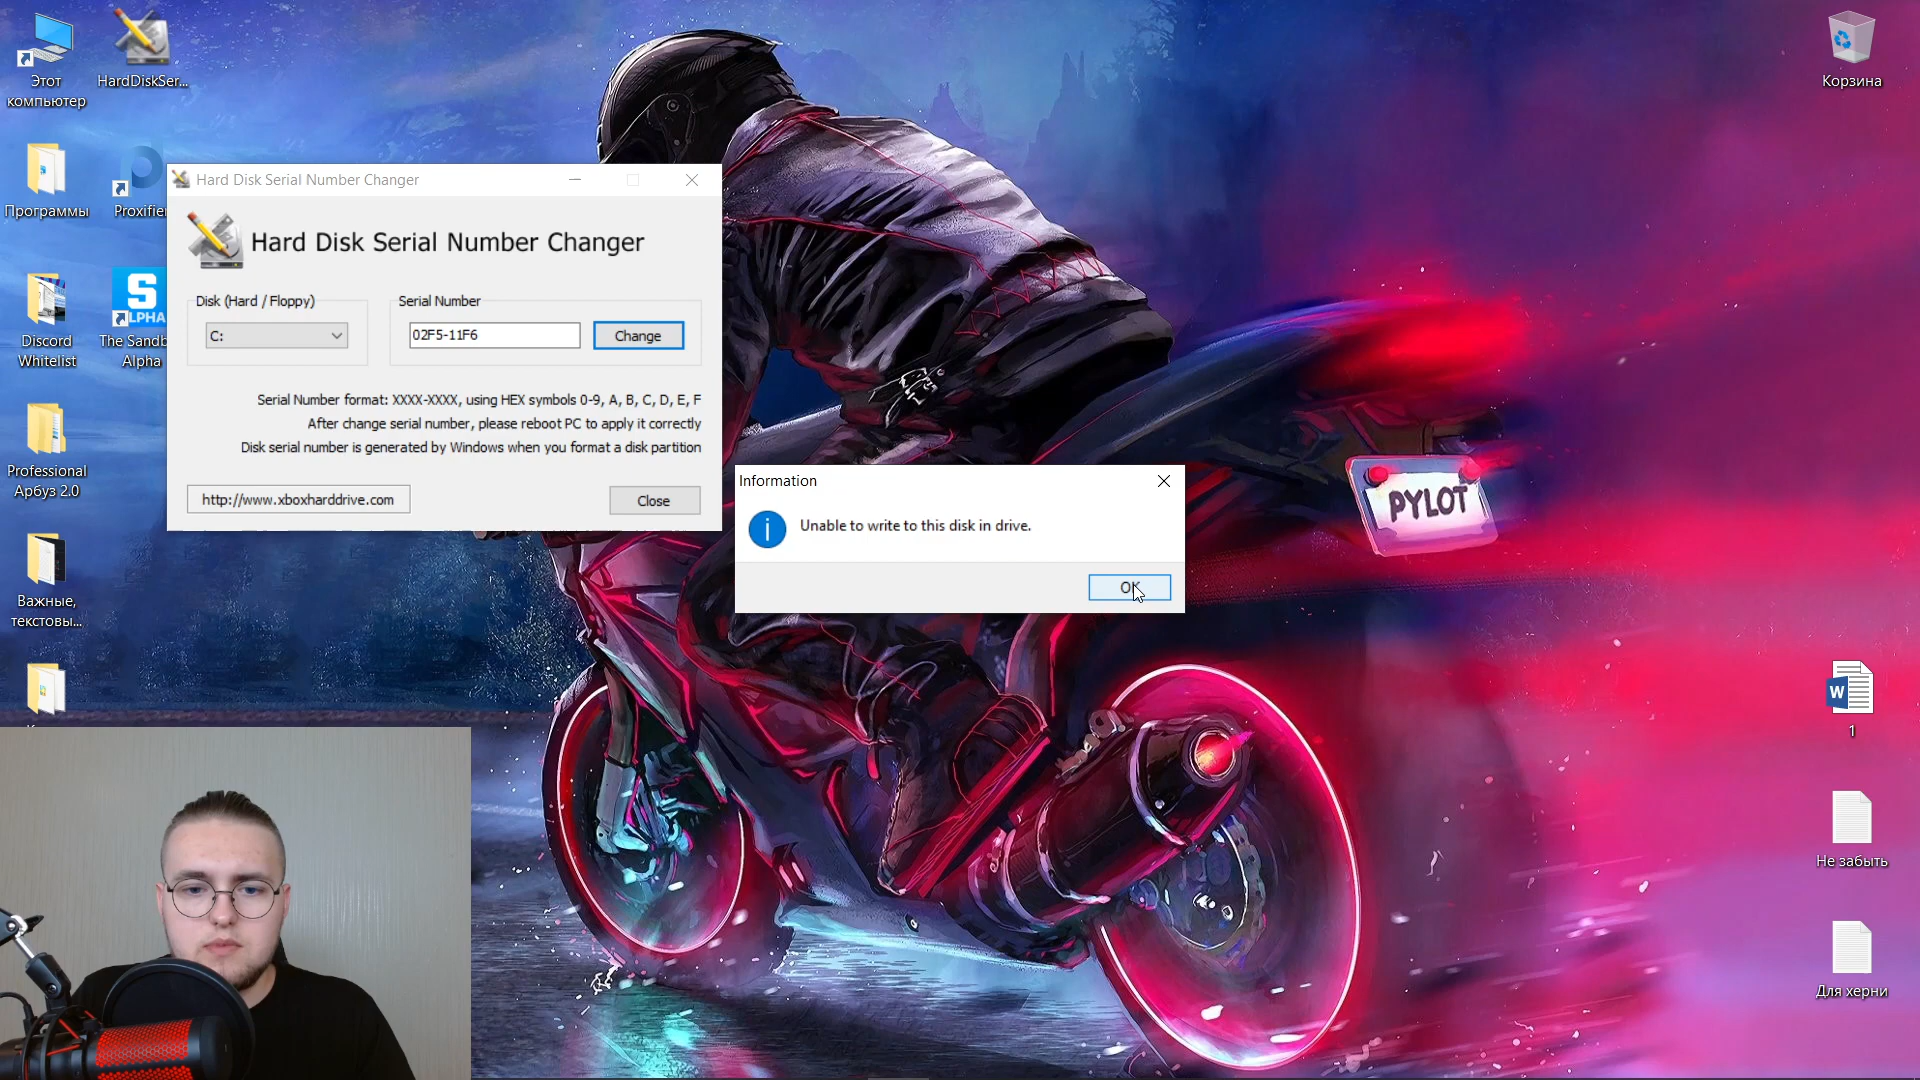 Этот
компьютер
HardDiskSer...
Корзина
Программы
Proxifie
Discord
Whitelist
The Sandb
Alpha
Professional
Арбуз 2.0
Важные,
текстовы...
Hard Disk Serial Number Changer
Hard Disk Serial Number Changer
Disk (Hard / Floppy)
Serial Number
C:
02F5-11F6
Change
Serial Number format: XXXX-XXXX, using HEX symbols 0-9, A, B, C, D, E, F
After change serial number, please reboot PC to apply it correctly
Disk serial number is generated by Windows when you format a disk partition
http://www.xboxharddrive.com
Close
Information
Unable to write to this disk in drive.
OK
PYLOT
S
LPHA
W
1
Не забыть
Для херни